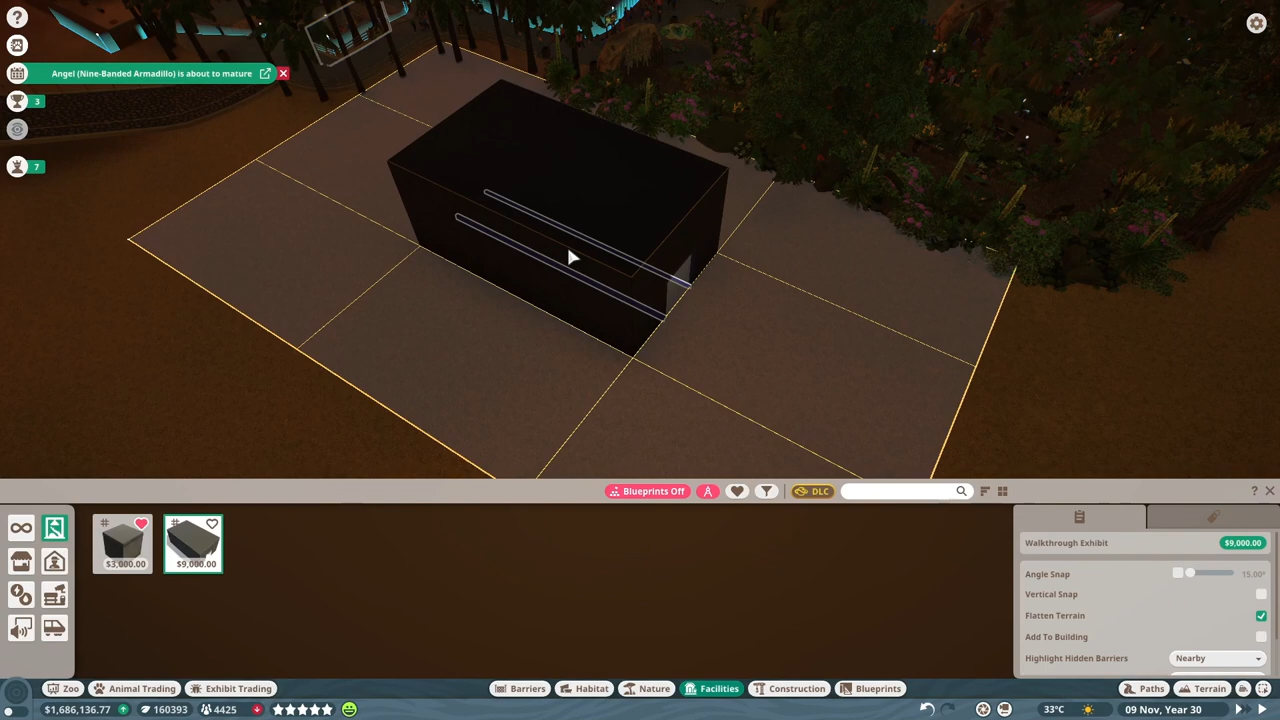 Angel (Nine-Banded Armadillo) is about to mature
3
7
Blueprints Off
DLC
$3,000.00
$9,000.00
Walkthrough Exhibit
$9,000.00
Angle Snap
15.00°
Vertical Snap
Flatten Terrain
Add To Building
Highlight Hidden Barriers
Nearby
Zoo
Animal Trading
Exhibit Trading
Barriers
Habitat
Nature
Facilities
Construction
Blueprints
Paths
Terrain
$1,686,136.77
160393
4425
33°C
09 Nov, Year 30